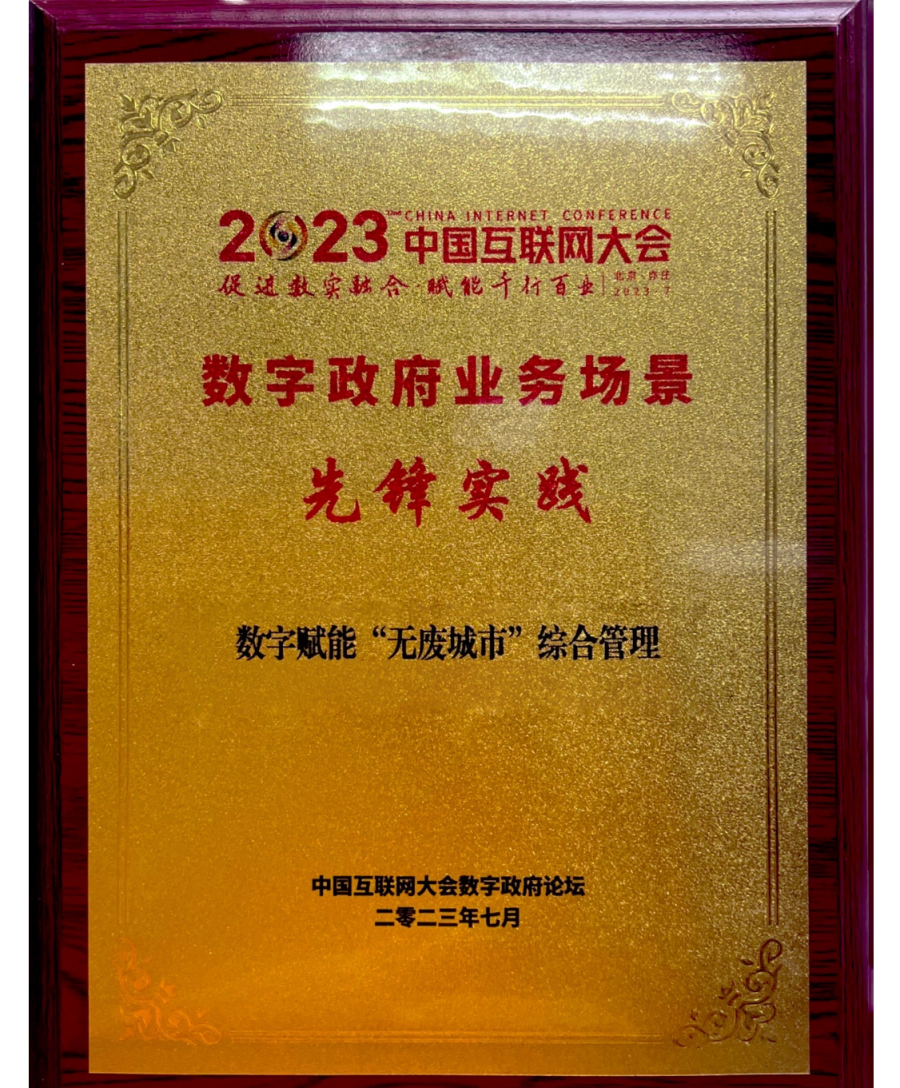 2023 22nd CHINA INTERNET CONFERENCE
中国互联网大会
促进数实融合·赋能千行百业
北京·亦庄
2023·7
数字政府业务场景
先锋实践
数字赋能“无废城市”综合管理
中国互联网大会数字政府论坛
二零二三年七月